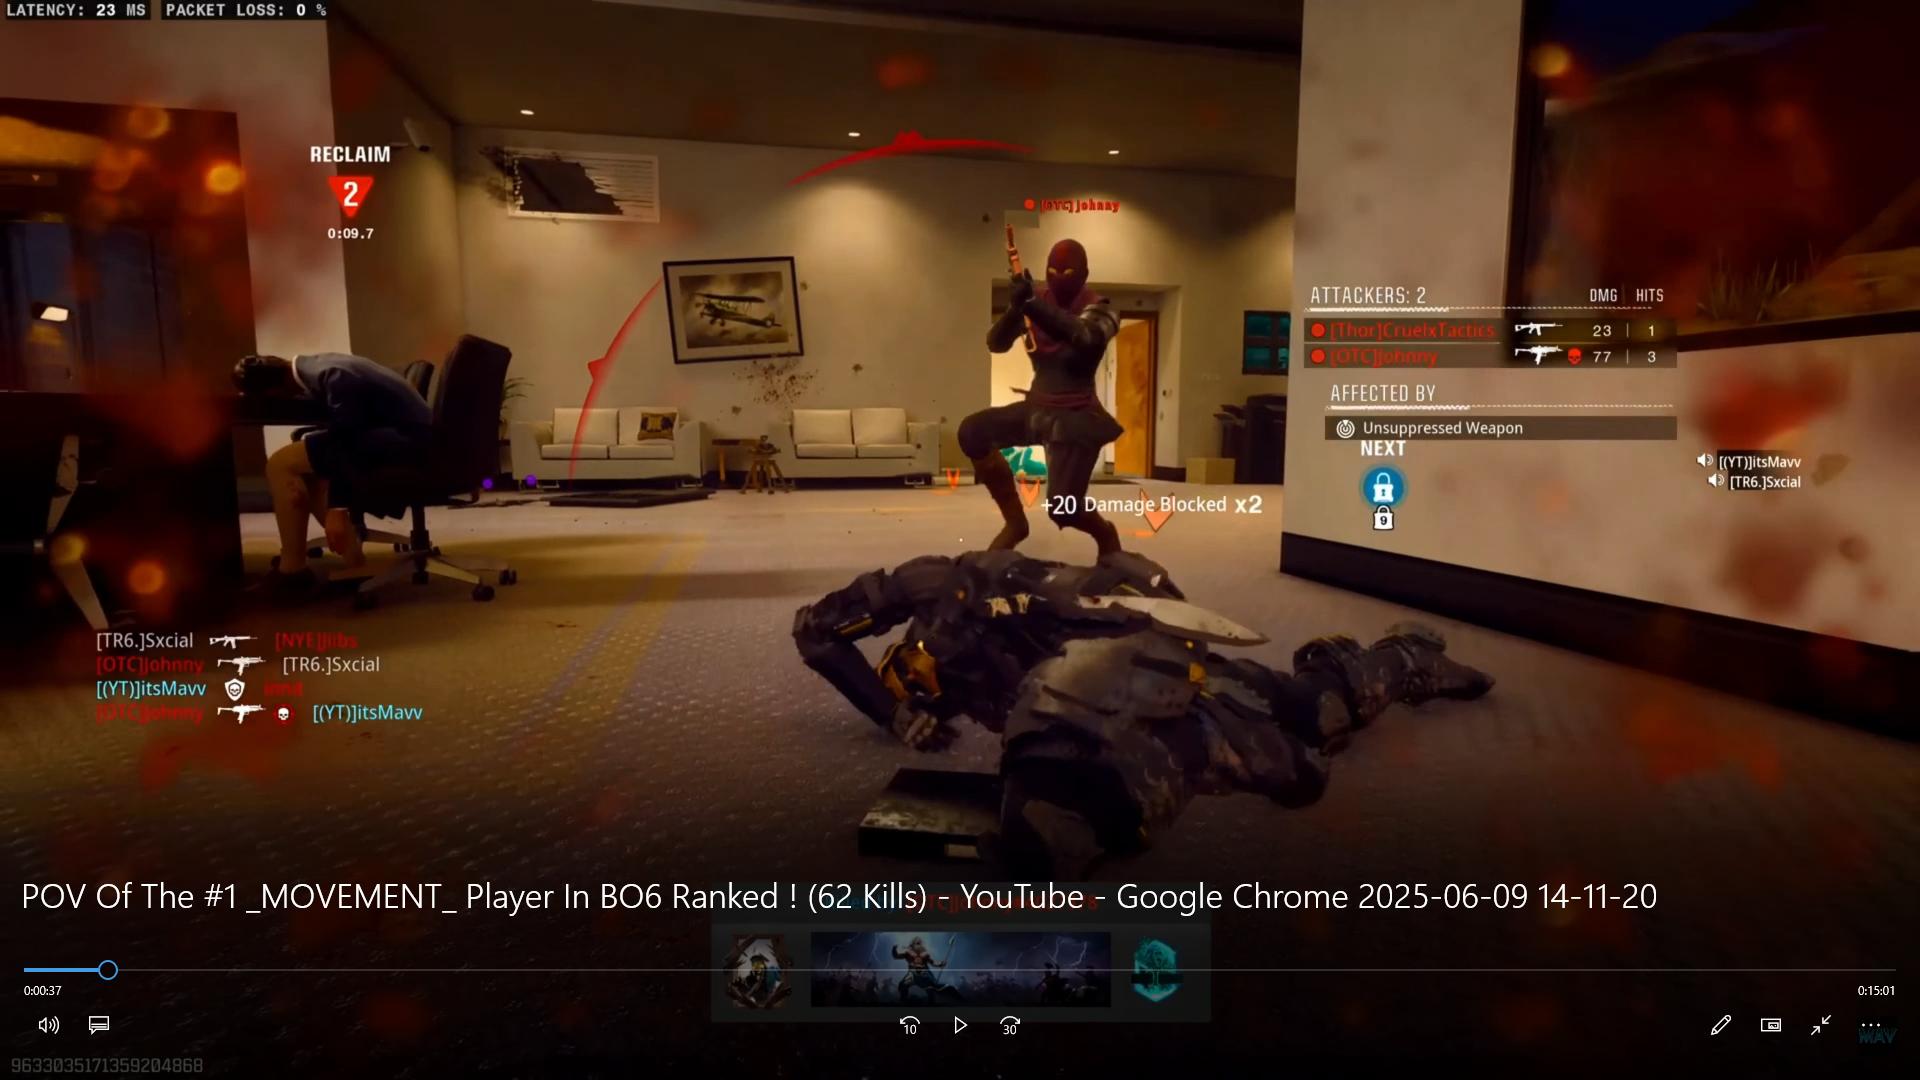 LATENCY: 23 MS PACKET LOSS: 0 %
RECLAIM
2
0:09.7
[OTC]Johnny
ATTACKERS: 2 DMG HITS
[Thor]CruelxTactics 23 1
[OTC]Johnny 77 3
AFFECTED BY
Unsuppressed Weapon
NEXT
9
[(YT)]itsMavv
[TR6.]Sxcial
+20 Damage Blocked x2
[TR6.]Sxcial [NYE]Jlibs
[OTC]Johnny [TR6.]Sxcial
[(YT)]itsMavv
[OTC]Johnny [(YT)]itsMavv
POV Of The #1 _MOVEMENT_ Player In BO6 Ranked ! (62 Kills) - YouTube - Google Chrome 2025-06-09 14-11-20
0:00:37
0:15:01
10
30
MAV
9633035171359204868